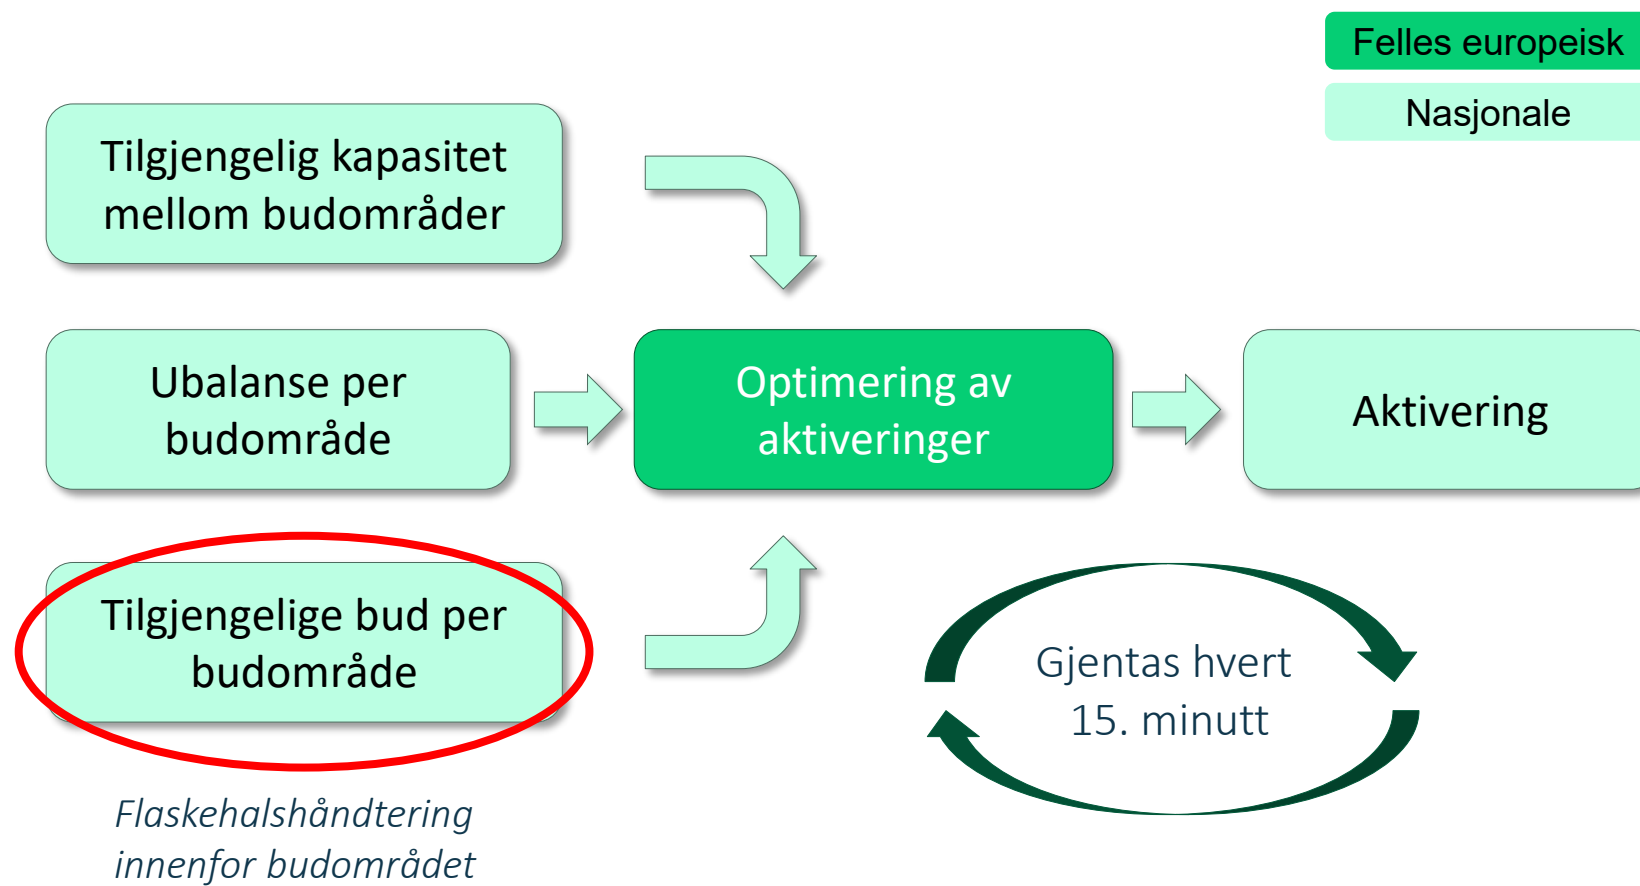 Felles europeisk
Nasjonale
Tilgjengelig kapasitet
mellom budområder
Ubalanse per
budområde
Optimering av
aktiveringer
Aktivering
Tilgjengelige bud per
budområde
Gjentas hvert
15. minutt
Flaskehalshåndtering
innenfor budområdet